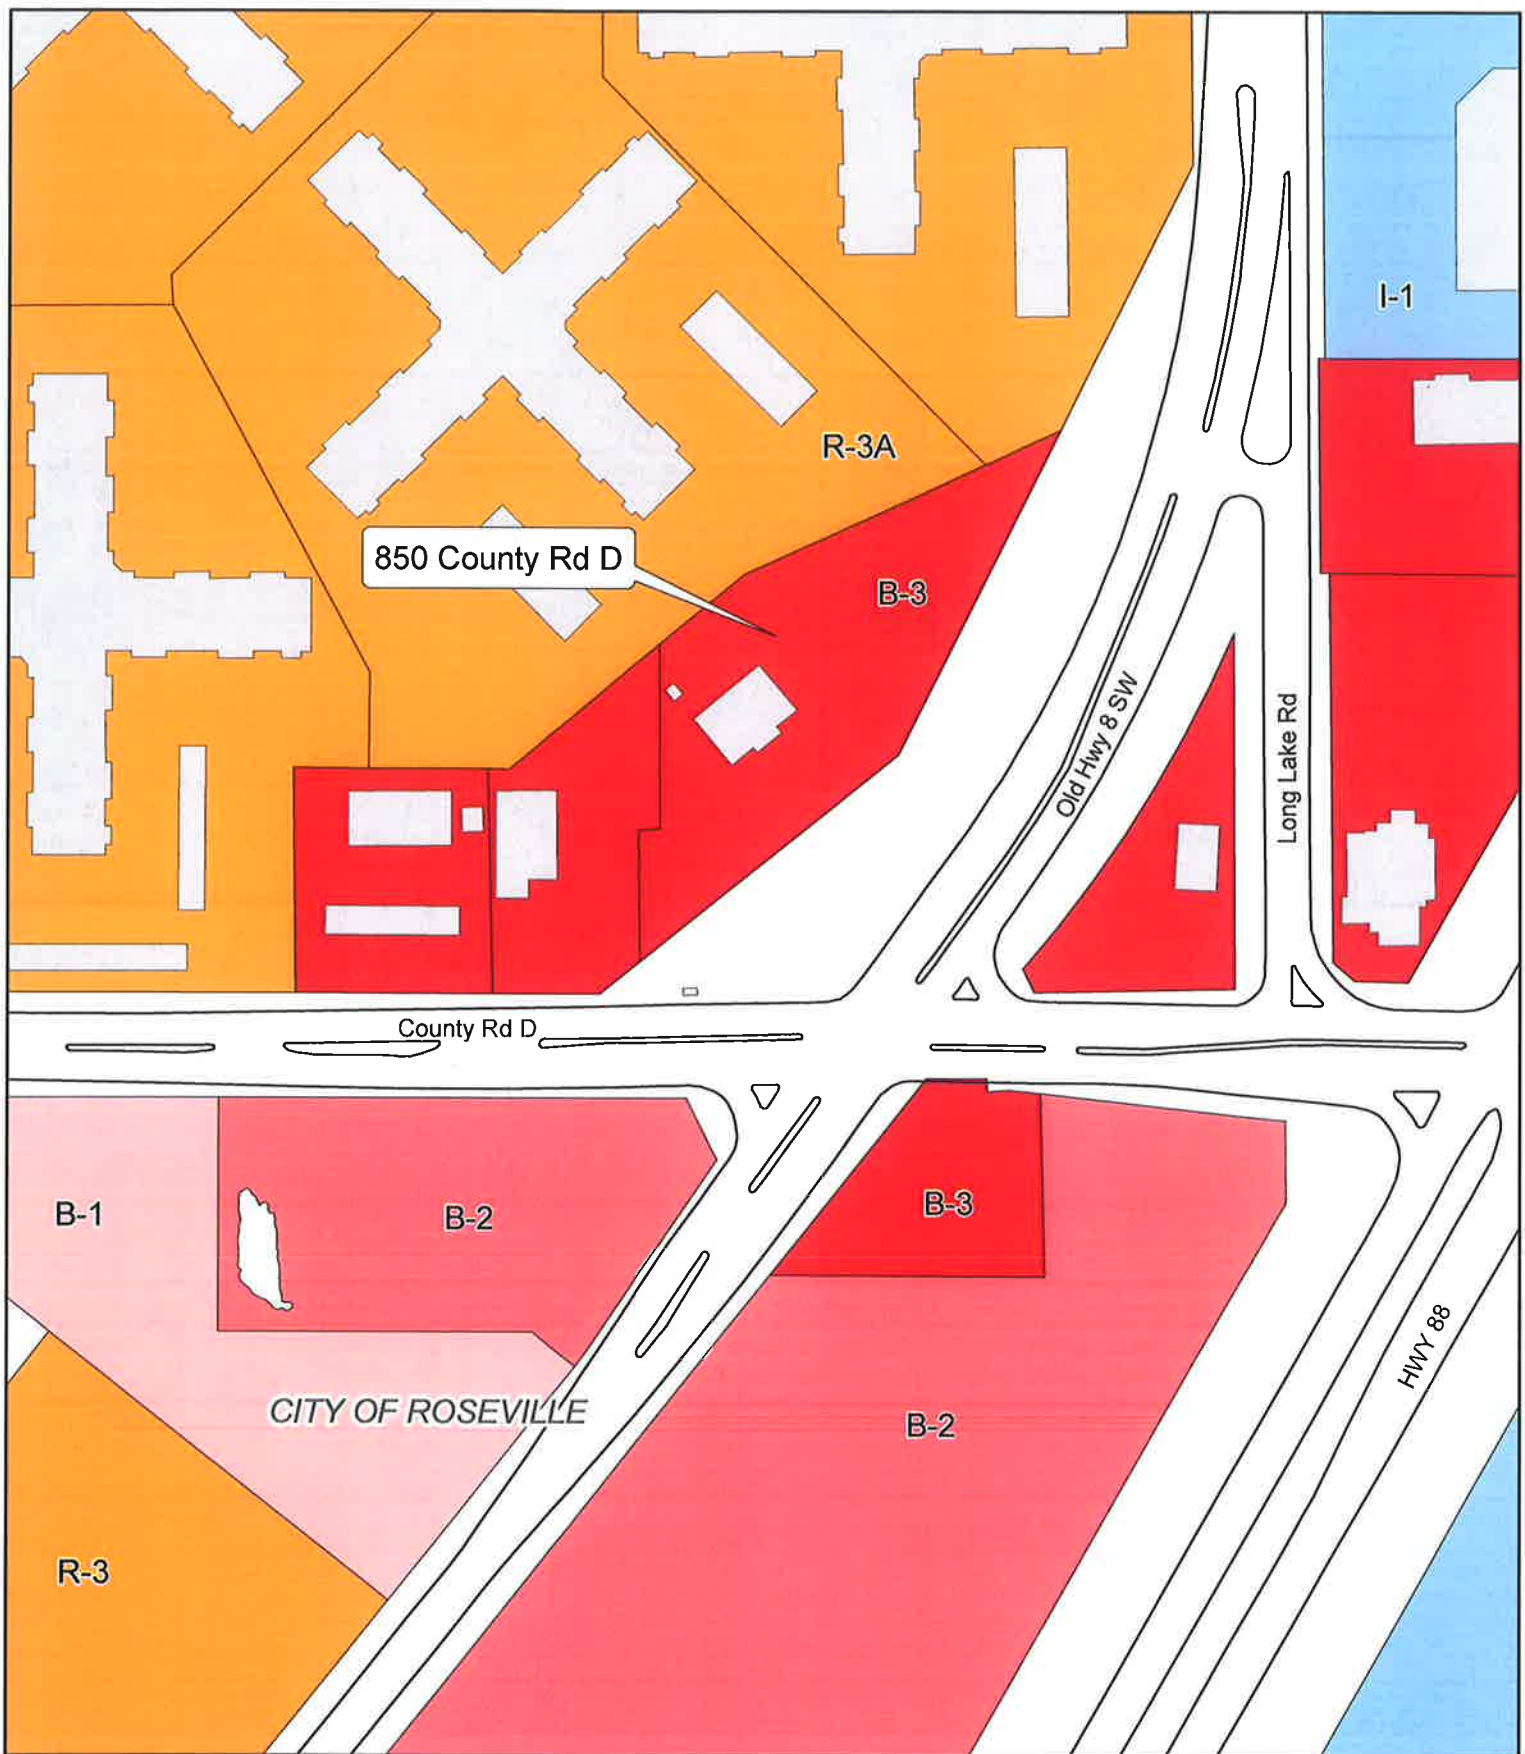 I-1
R-3A
850 County Rd D
B-3
Old Hwy 8 SW
Long Lake Rd
County Rd D
B-1
B-2
B-3
HWY 88
CITY OF ROSEVILLE
B-2
R-3